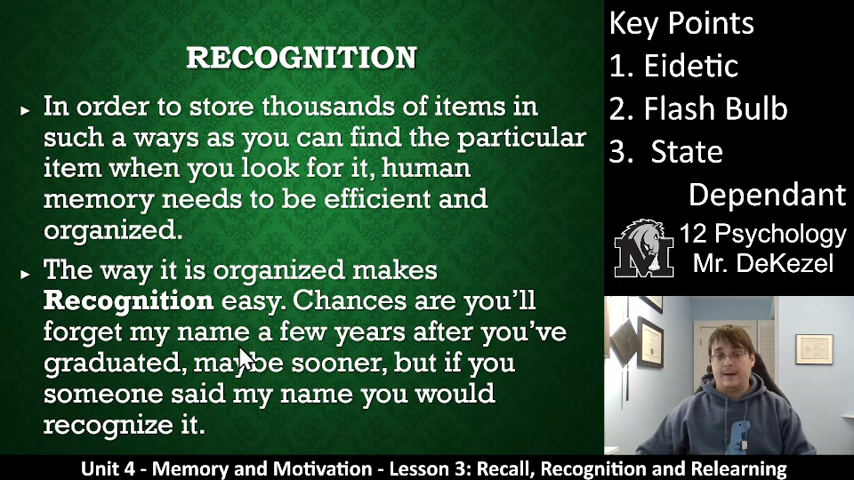 RECOGNITION
In order to store thousands of items in
such a ways as you can find the particular
item when you look for it, human
memory needs to be efficient and
organized.
The way it is organized makes
Recognition easy. Chances are you'll
forget my name a few years after you've
graduated, maybe sooner, but if you
someone said my name you would
recognize it.
Key Points
1. Eidetic
2. Flash Bulb
3. State
Dependant
M
12 Psychology
Mr. DeKezel
Unit 4 - Memory and Motivation - Lesson 3: Recall, Recognition and Relearning